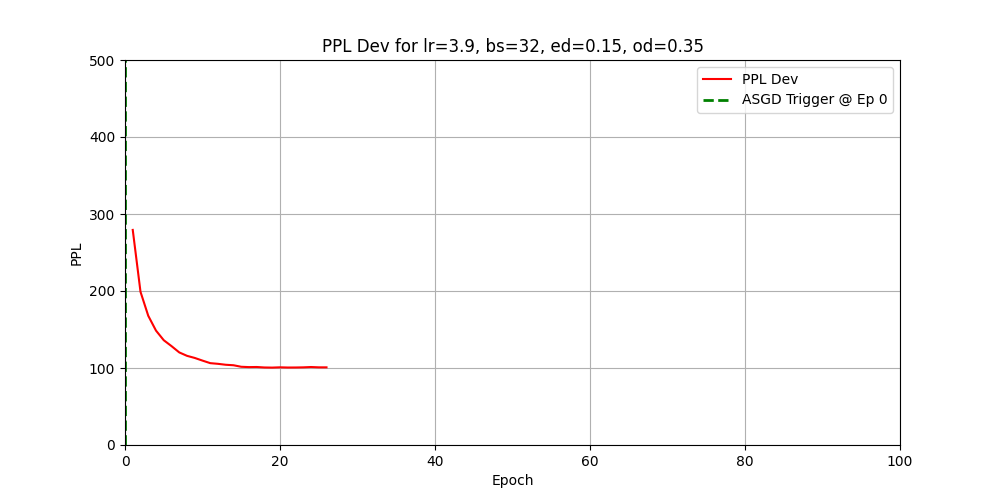 PPL Dev for lr=3.9, bs=32, ed=0.15, od=0.35
PPL Dev
ASGD Trigger @ Ep 0
500
400
300
200
100
0
PPL
0 20 40 60 80 100
Epoch